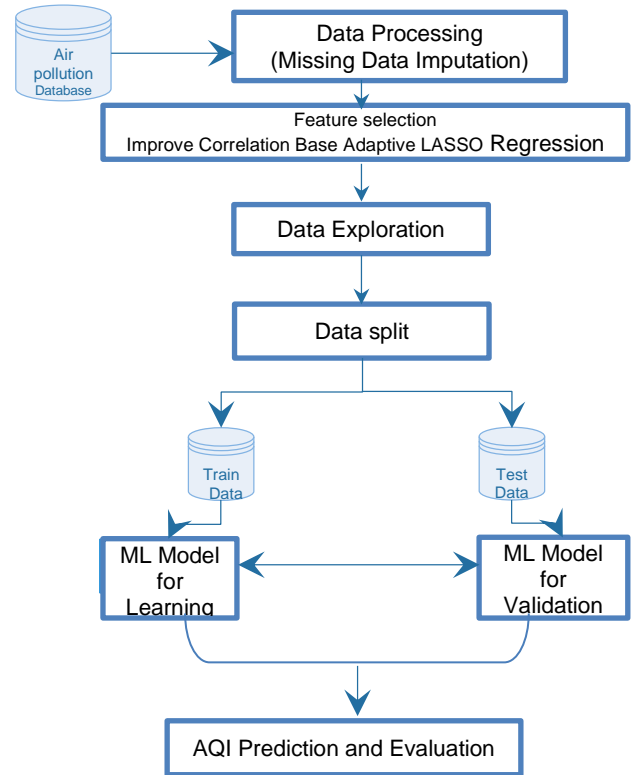 Air
pollution
Database
Data Processing
(Missing Data Imputation)
Feature selection
Improve Correlation Base Adaptive LASSO Regression
Data Exploration
Data split
Train
Data
Test
Data
ML Model
for
Learning
ML Model
for
Validation
AQI Prediction and Evaluation